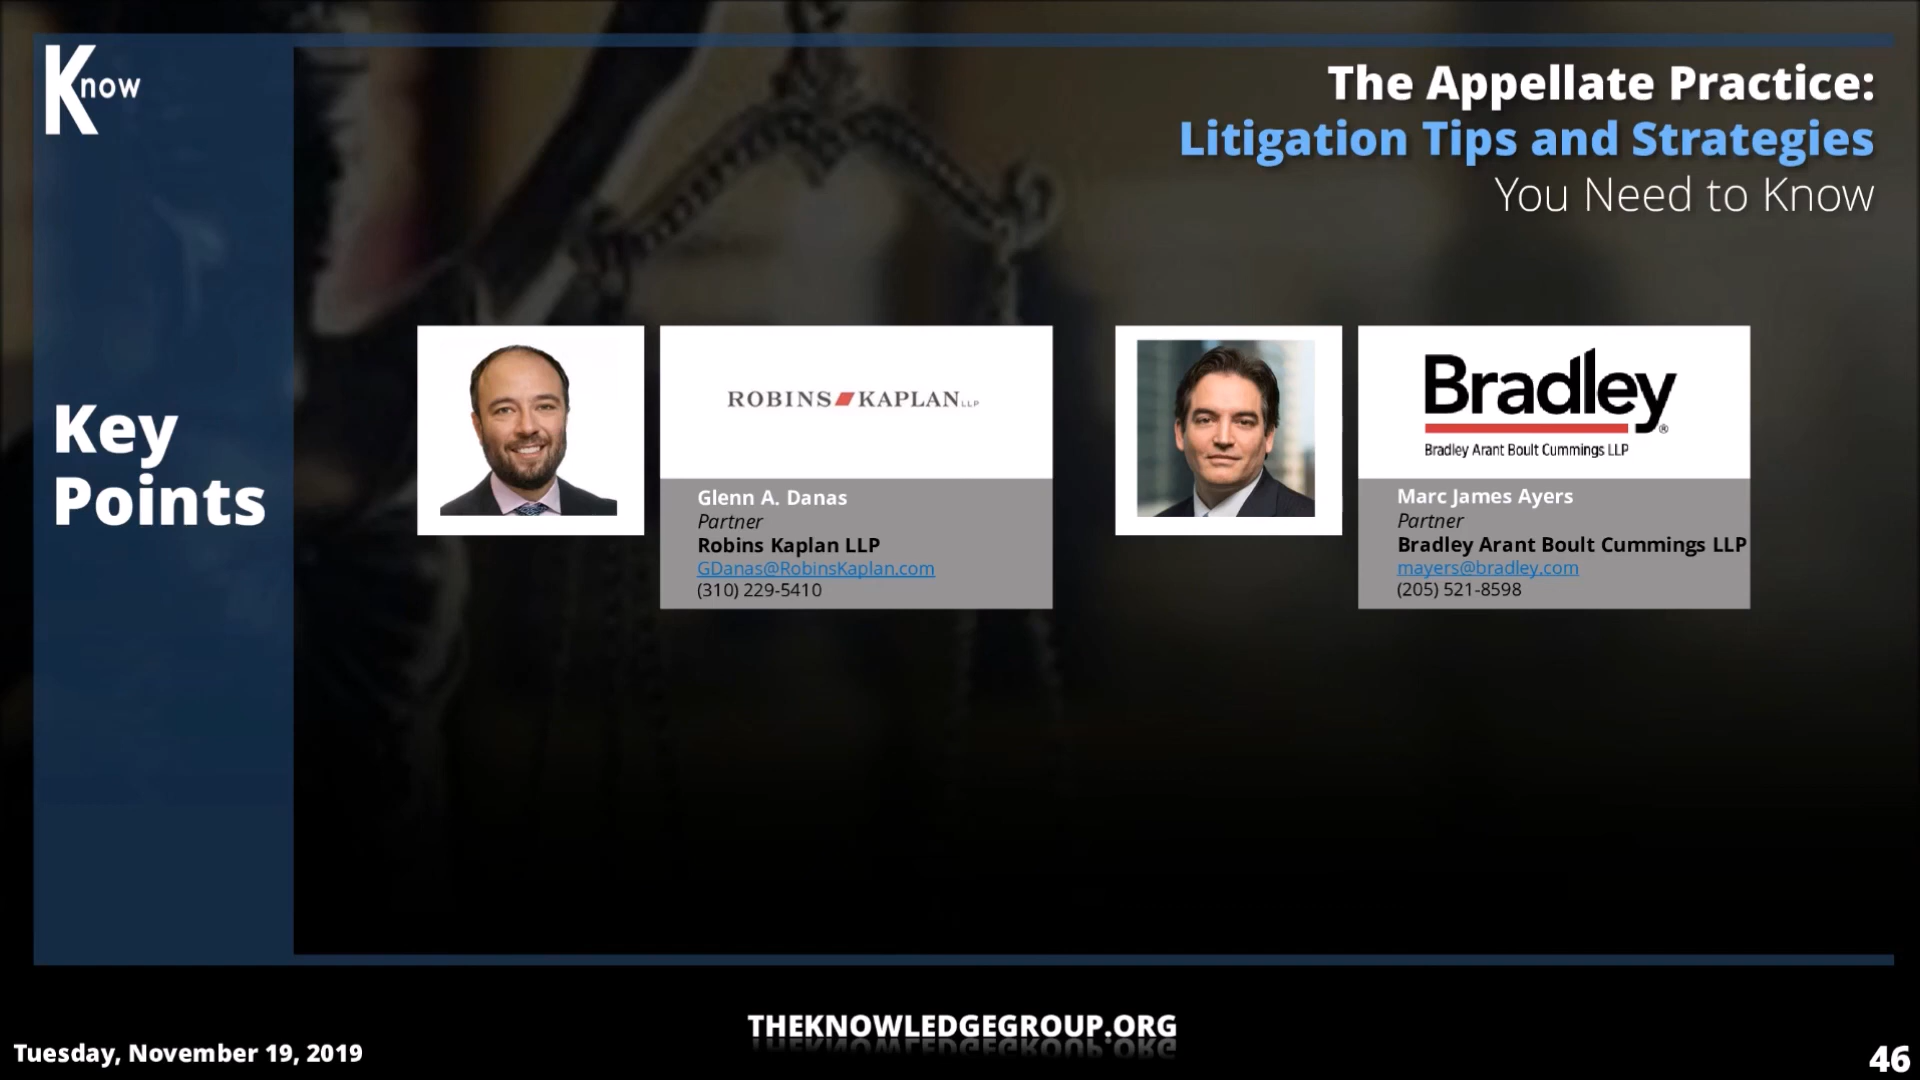 Know
The Appellate Practice:
Litigation Tips and Strategies
You Need to Know
Key
Points
ROBINS KAPLAN LLP
Glenn A. Danas
Partner
Robins Kaplan LLP
GDanas@RobinsKaplan.com
(310) 229-5410
Bradley®
Bradley Arant Boult Cummings LLP
Marc James Ayers
Partner
Bradley Arant Boult Cummings LLP
mayers@bradley.com
(205) 521-8598
THEKNOWLEDGEGROUP.ORG
Tuesday, November 19, 2019
46